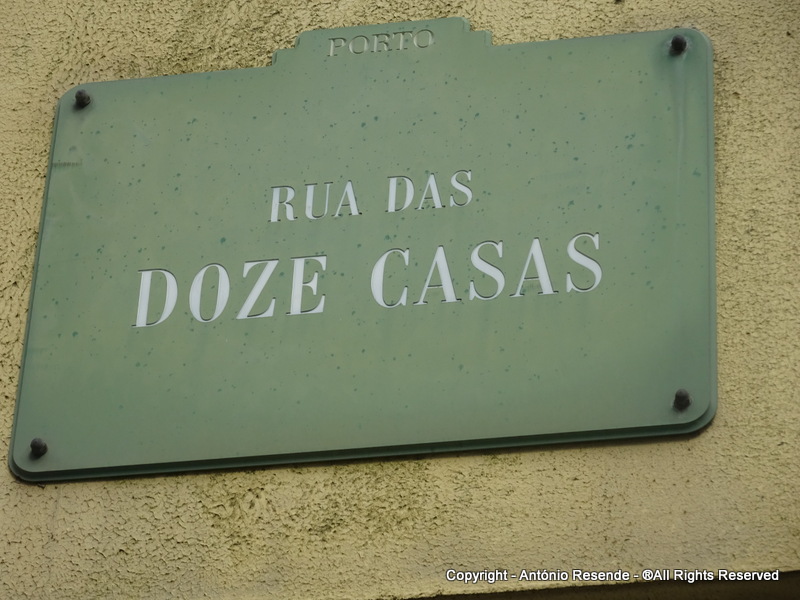 PORTO
RUA DAS
DOZE CASAS
Copyright - António Resende - ®All Rights Reserved